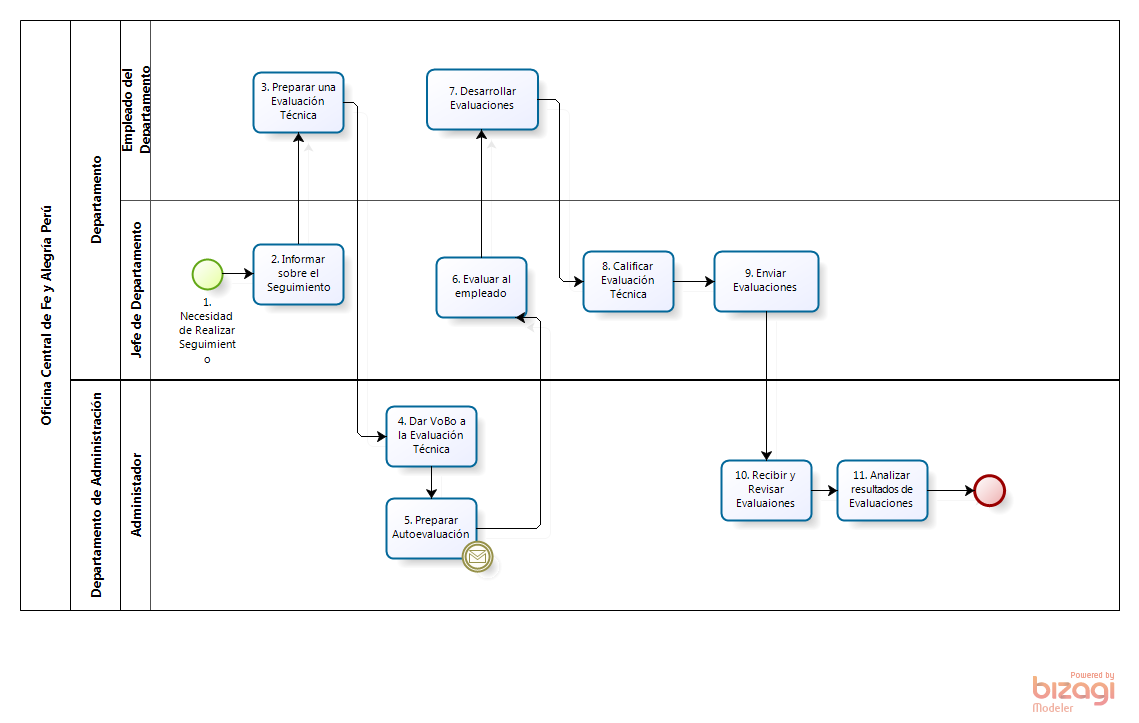 Oficina Central de Fe y Alegría Perú
Departamento
Empleado del
Departamento
3. Preparar una
Evaluación
Técnica
7. Desarrollar
Evaluaciones
Jefe de Departamento
1.
Necesidad
de Realizar
Seguimient
o
2. Informar
sobre el
Seguimiento
6. Evaluar al
empleado
8. Calificar
Evaluación
Técnica
9. Enviar
Evaluaciones
Departamento de Administración
Administador
4. Dar VoBo a
la Evaluación
Técnica
5. Preparar
Autoevaluación
10. Recibir y
Revisar
Evaluaiones
11. Analizar
resultados de
Evaluaciones
Powered by
bizagi
Modeler